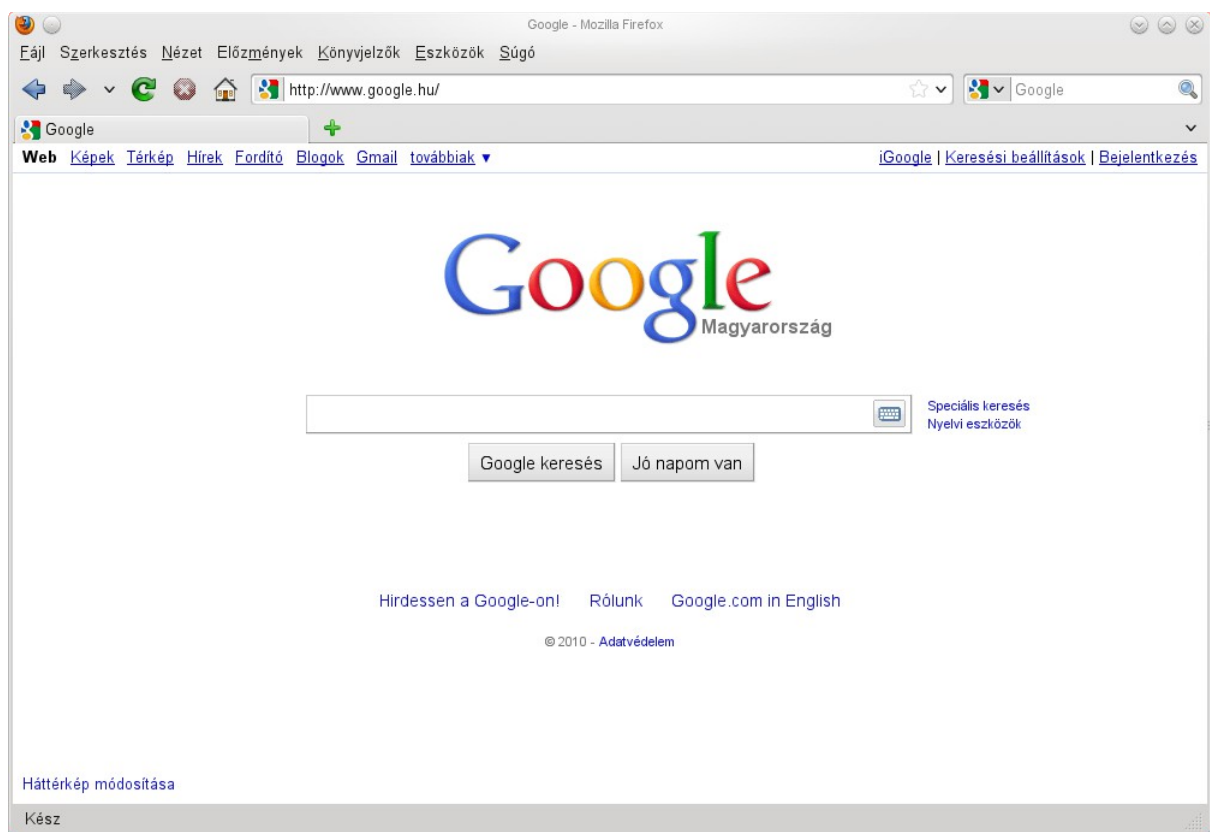 Google - Mozilla Firefox
Fájl Szerkesztés Nézet Előzmények Könyvjelzők Eszközök Súgó
http://www.google.hu/ Google
Google
Web Képek Térkép Hírek Fordító Blogok Gmail továbbiak ▼ iGoogle | Keresési beállítások | Bejelentkezés
Google
Magyarország
Speciális keresés
Nyelvi eszközök
Google keresés Jó napom van
Hirdessen a Google-on! Rólunk Google.com in English
© 2010 - Adatvédelem
Háttérkép módosítása
Kész